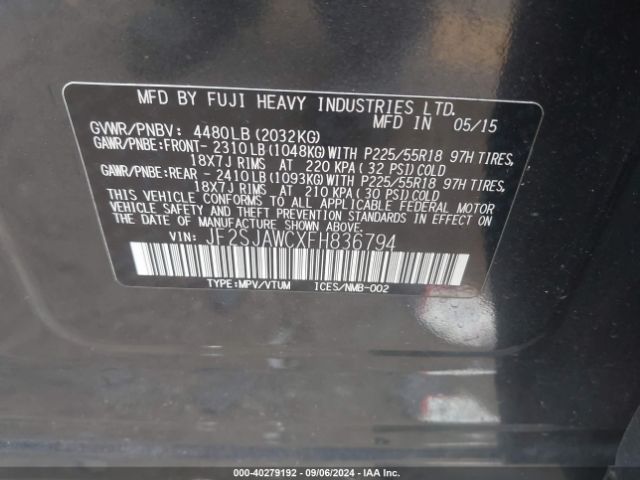 MFD BY FUJI HEAVY INDUSTRIES LTD.
MFD IN 05/15
GVWR/PNBV: 4480LB(2032KG)
GAWR/PNBE:FRONT- 2310LB(1048KG)WITH P225/55R18 97H TIRES,
18X7J RIMS AT 220 KPA(32 PSI)COLD
GAWR/PNBE:REAR - 2410LB(1093KG)WITH P225/55R18 97H TIRES,
18X7J RIMS AT 210 KPA(30 PSI)COLD
THIS VEHICLE CONFORMS TO ALL APPLICABLE FEDERAL MOTOR
VEHICLE SAFETY AND THEFT PREVENTION STANDARDS IN EFFECT
ON THE DATE OF MANUFACTURE SHOWN ABOVE.
VIN: JF2SJAWCXFH836794
TYPE:MPV/VTUM ICES/NMB-002
000-40279192 - 09/06/2024 - IAA Inc.